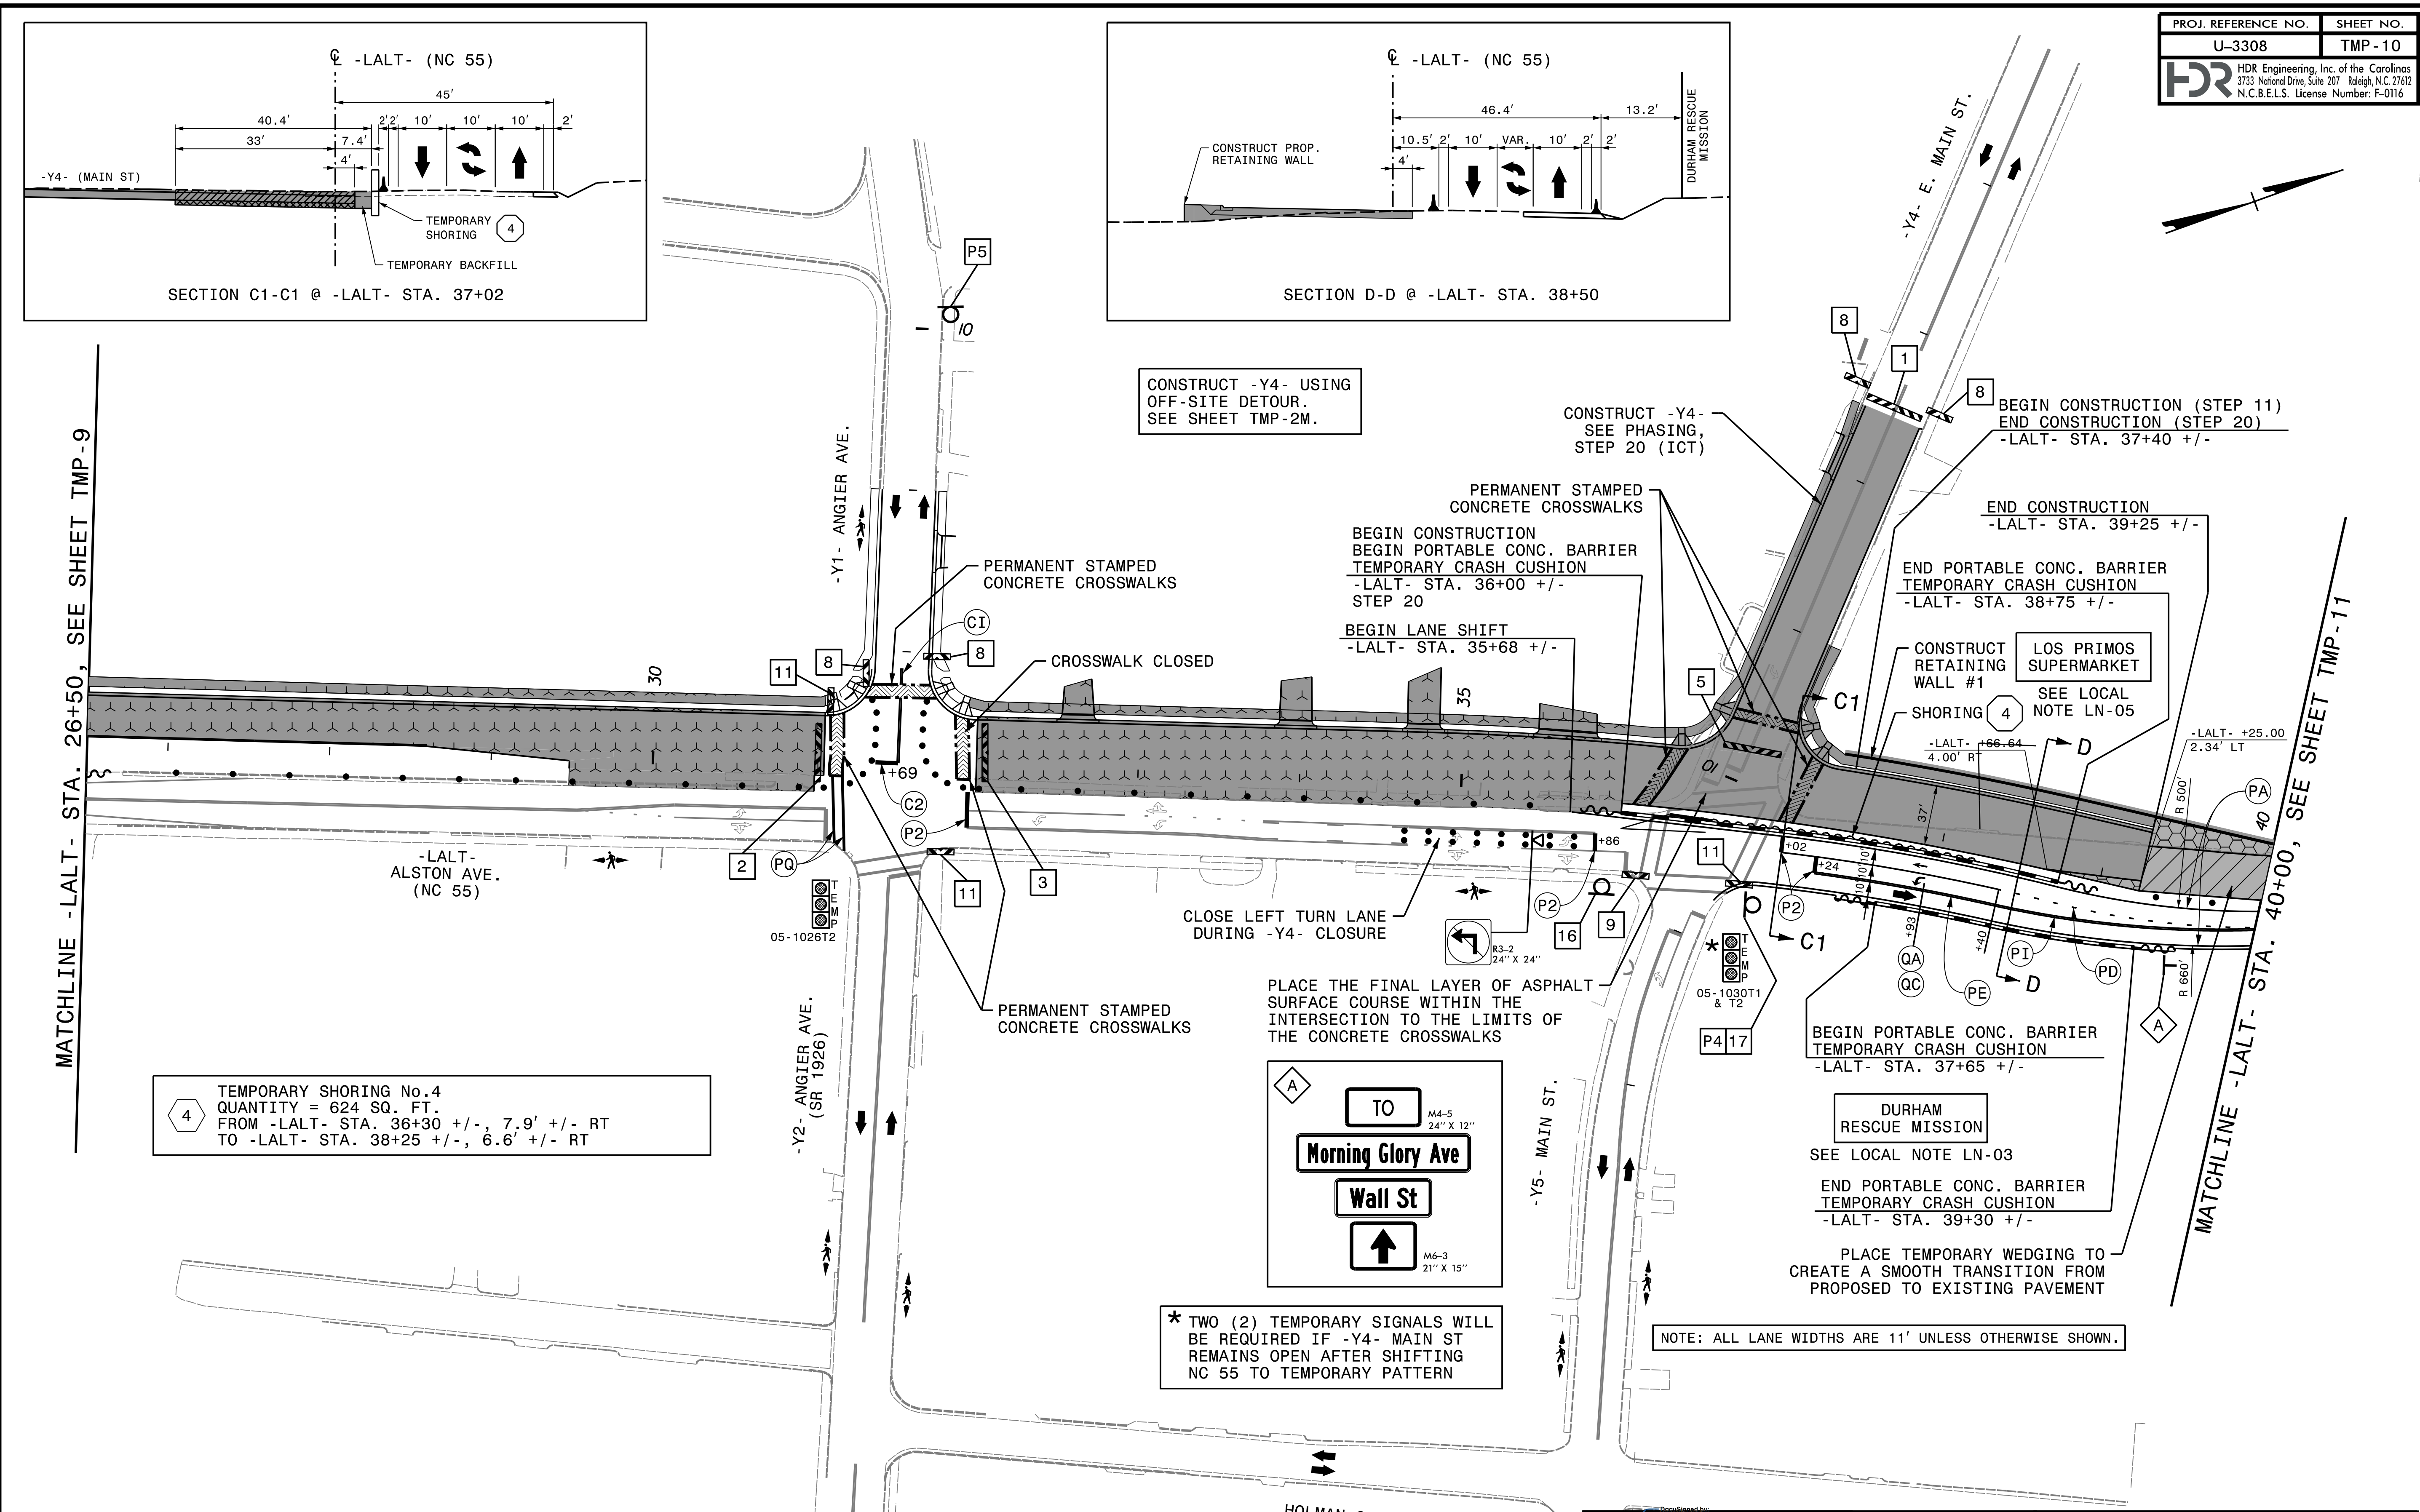 PROJ. REFERENCE NO.
SHEET NO.
U-3308
TMP-10
HDR
HDR Engineering, Inc. of the Carolinas
3733 National Drive, Suite 207 Raleigh, N.C. 27612
N.C.B.E.L.S. License Number: F-0116
℄ -LALT- (NC 55)
45'
40.4'
2' 2' 10' 10' 10' 2'
33'
7.4'
4'
-Y4- (MAIN ST)
TEMPORARY
SHORING
4
TEMPORARY BACKFILL
SECTION C1-C1 @ -LALT- STA. 37+02
℄ -LALT- (NC 55)
46.4'
13.2'
10.5' 2' 10' VAR. 10' 2' 2'
4'
CONSTRUCT PROP.
RETAINING WALL
DURHAM RESCUE
MISSION
SECTION D-D @ -LALT- STA. 38+50
-Y4- E. MAIN ST.
P5
10
8
1
8
CONSTRUCT -Y4- USING
OFF-SITE DETOUR.
SEE SHEET TMP-2M.
CONSTRUCT -Y4-
SEE PHASING,
STEP 20 (ICT)
BEGIN CONSTRUCTION (STEP 11)
END CONSTRUCTION (STEP 20)
-LALT- STA. 37+40 +/-
MATCHLINE -LALT- STA. 26+50, SEE SHEET TMP-9
-Y1- ANGIER AVE.
PERMANENT STAMPED
CONCRETE CROSSWALKS
END CONSTRUCTION
-LALT- STA. 39+25 +/-
BEGIN CONSTRUCTION
BEGIN PORTABLE CONC. BARRIER
TEMPORARY CRASH CUSHION
-LALT- STA. 36+00 +/-
STEP 20
PERMANENT STAMPED
CONCRETE CROSSWALKS
END PORTABLE CONC. BARRIER
TEMPORARY CRASH CUSHION
-LALT- STA. 38+75 +/-
CI
BEGIN LANE SHIFT
-LALT- STA. 35+68 +/-
CONSTRUCT
RETAINING
WALL #1
LOS PRIMOS
SUPERMARKET
SEE LOCAL
NOTE LN-05
30
11
8
8
CROSSWALK CLOSED
35
5
C1
SHORING
4
-LALT- +66.64
4.00' RT
D
-LALT- +25.00
2.34' LT
10
37'
R 500'
PA
40
+69
C2
P2
-LALT-
ALSTON AVE.
(NC 55)
2
PQ
11
3
+86
11
+02
+24
10' 10' 10'
T
E
M
P
05-1026T2
CLOSE LEFT TURN LANE
DURING -Y4- CLOSURE
P2
P2
16
9
R3-2
24" X 24"
C1
*
T
E
M
P
05-1030T1
& T2
+93
QA
QC
+40
PE
D
PI
PD
R 660'
A
P4 17
PERMANENT STAMPED
CONCRETE CROSSWALKS
PLACE THE FINAL LAYER OF ASPHALT
SURFACE COURSE WITHIN THE
INTERSECTION TO THE LIMITS OF
THE CONCRETE CROSSWALKS
BEGIN PORTABLE CONC. BARRIER
TEMPORARY CRASH CUSHION
-LALT- STA. 37+65 +/-
MATCHLINE -LALT- STA. 40+00, SEE SHEET TMP-11
-Y2- ANGIER AVE.
(SR 1926)
4
TEMPORARY SHORING No.4
QUANTITY = 624 SQ. FT.
FROM -LALT- STA. 36+30 +/-, 7.9' +/- RT
TO -LALT- STA. 38+25 +/-, 6.6' +/- RT
A
TO
M4-5
24" X 12"
Morning Glory Ave
Wall St
M6-3
21" X 15"
-Y5- MAIN ST.
DURHAM
RESCUE MISSION
SEE LOCAL NOTE LN-03
END PORTABLE CONC. BARRIER
TEMPORARY CRASH CUSHION
-LALT- STA. 39+30 +/-
PLACE TEMPORARY WEDGING TO
CREATE A SMOOTH TRANSITION FROM
PROPOSED TO EXISTING PAVEMENT
* TWO (2) TEMPORARY SIGNALS WILL
BE REQUIRED IF -Y4- MAIN ST
REMAINS OPEN AFTER SHIFTING
NC 55 TO TEMPORARY PATTERN
NOTE: ALL LANE WIDTHS ARE 11' UNLESS OTHERWISE SHOWN.
HOLMAN
DocuSigned by: